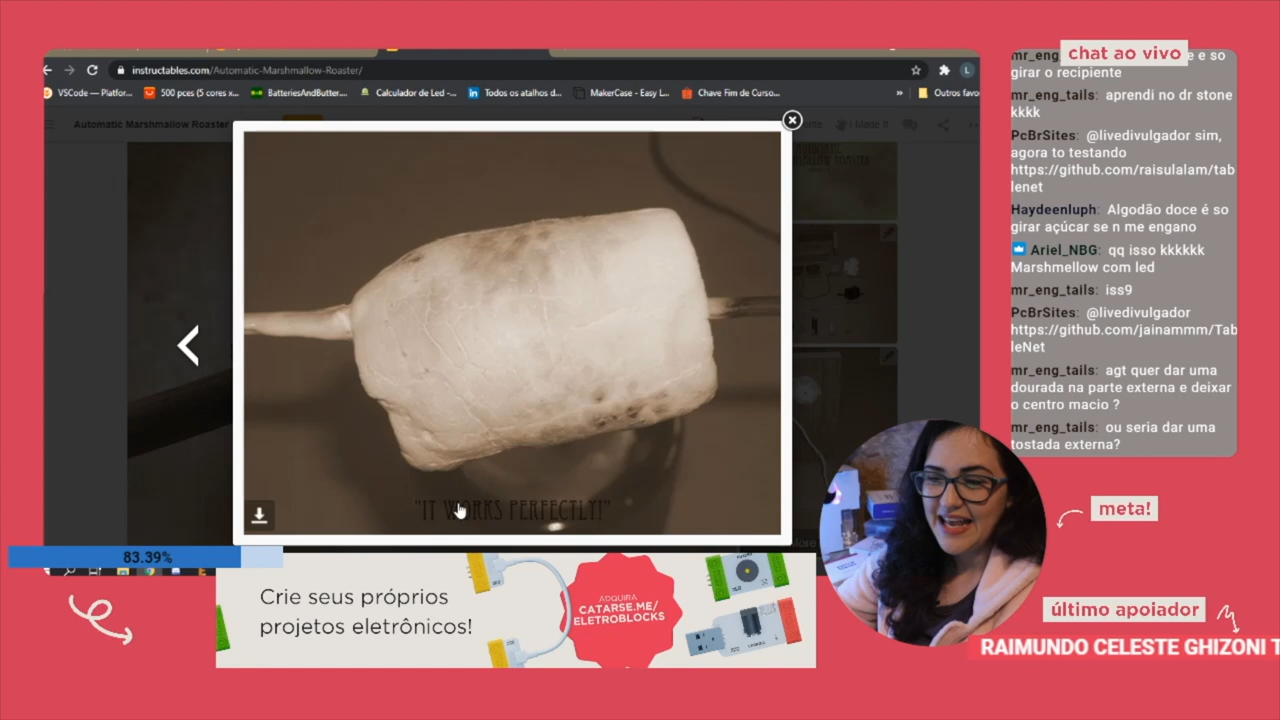 instructables.com/Automatic-Marshmallow-Roaster/
VSCode — Platfor...
500 pces (5 cores x...
BatteriesAndButter...
Calculador de Led -...
Todos os atalhos d...
MakerCase - Easy L...
Chave Fim de Curso...
»
Outros favo
Automatic Marshmallow Roaster
I Made It
"IT WORKS PERFECTLY!"
83.39%
Crie seus próprios
projetos eletrônicos!
ADQUIRA
CATARSE.ME/
ELETROBLOCKS
chat ao vivo
e e so
girar o recipiente
mr_eng_tails: aprendi no dr stone
kkkk
PcBrSites: @livedivulgador sim,
agora to testando
https://github.com/raisulalam/tab
lenet
Haydeenluph: Algodão doce é so
girar açúcar se n me engano
Ariel_NBG: qq isso kkkkkk
Marshmellow com led
mr_eng_tails: iss9
PcBrSites: @livedivulgador
https://github.com/jainammm/Tab
leNet
mr_eng_tails: agt quer dar uma
dourada na parte externa e deixar
o centro macio ?
mr_eng_tails: ou seria dar uma
tostada externa?
meta!
último apoiador
RAIMUNDO CELESTE GHIZONI T